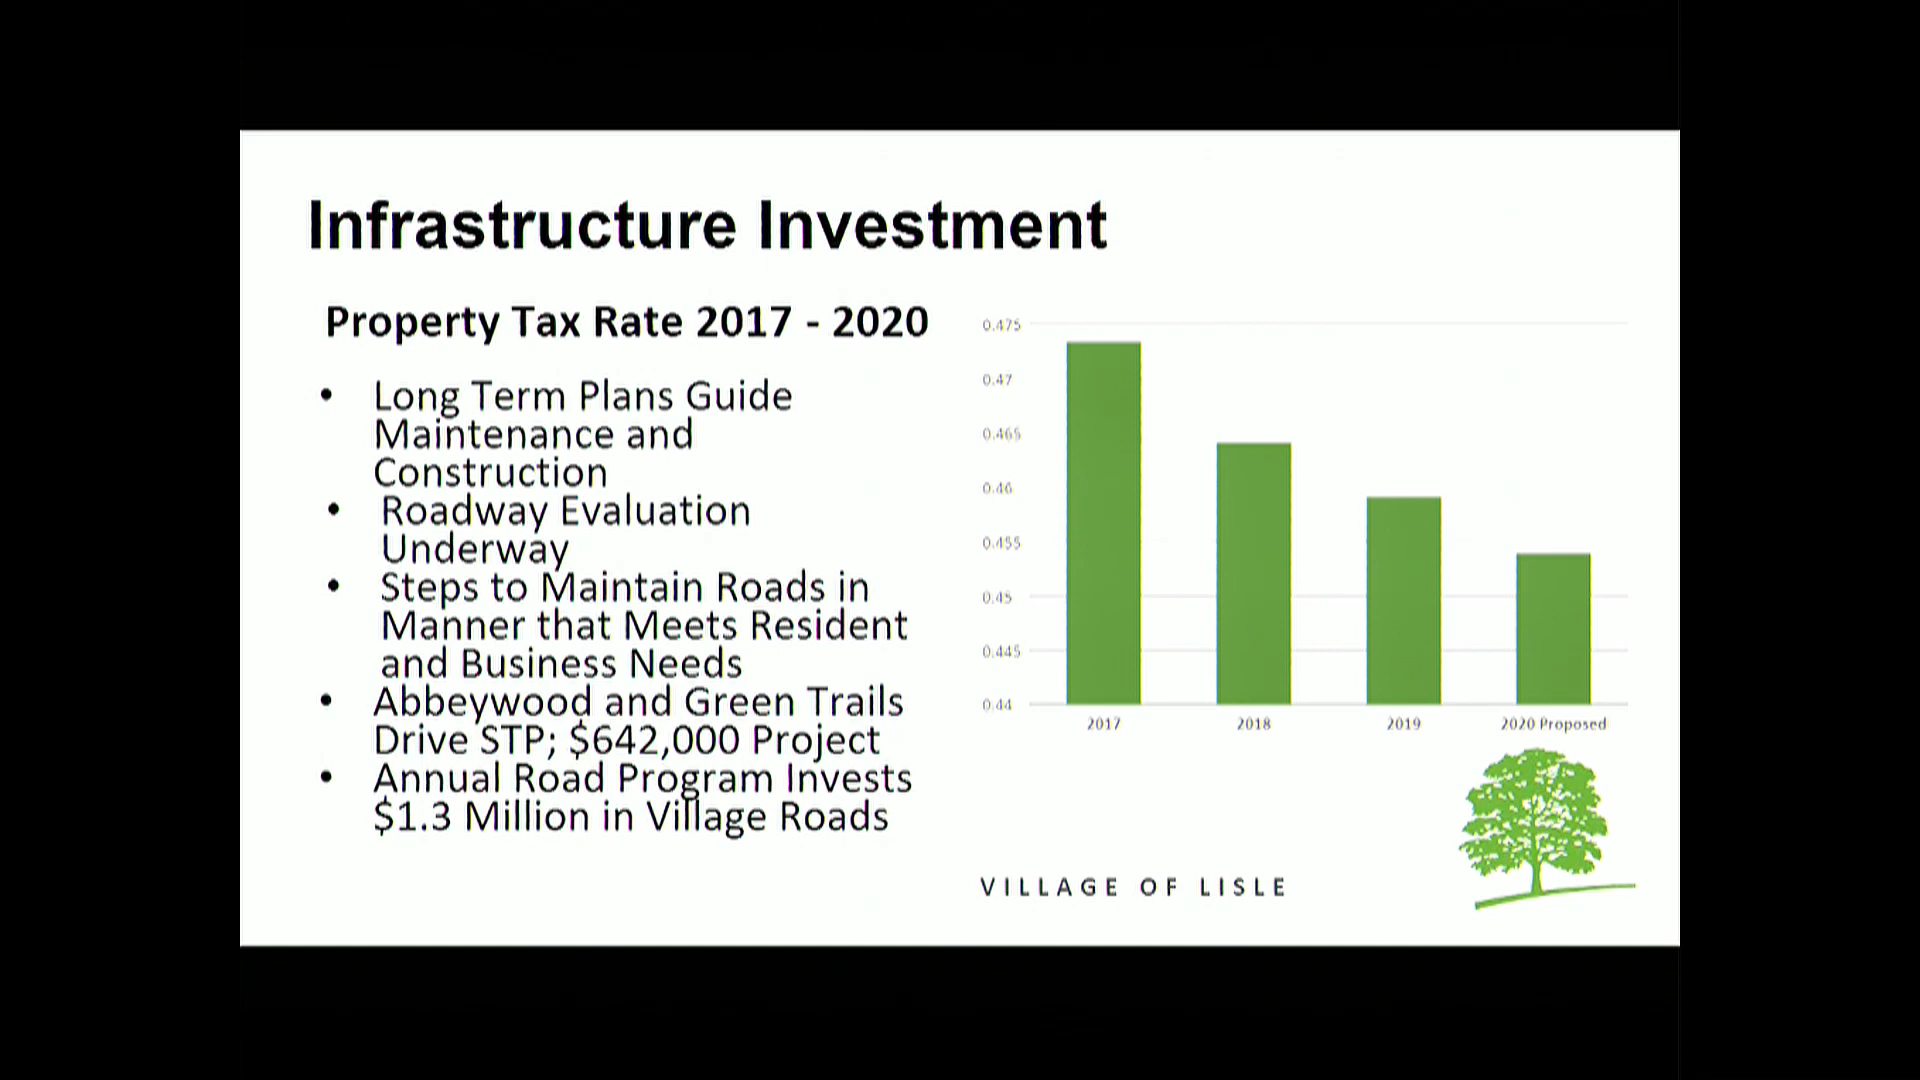 Infrastructure Investment
Property Tax Rate 2017 - 2020
• Long Term Plans Guide
Maintenance and
Construction
• Roadway Evaluation
Underway
• Steps to Maintain Roads in
Manner that Meets Resident
and Business Needs
• Abbeywood and Green Trails
Drive STP; $642,000 Project
• Annual Road Program Invests
$1.3 Million in Village Roads
0.475
0.47
0.465
0.46
0.455
0.45
0.445
0.44
2017 2018 2019 2020 Proposed
VILLAGE OF LISLE